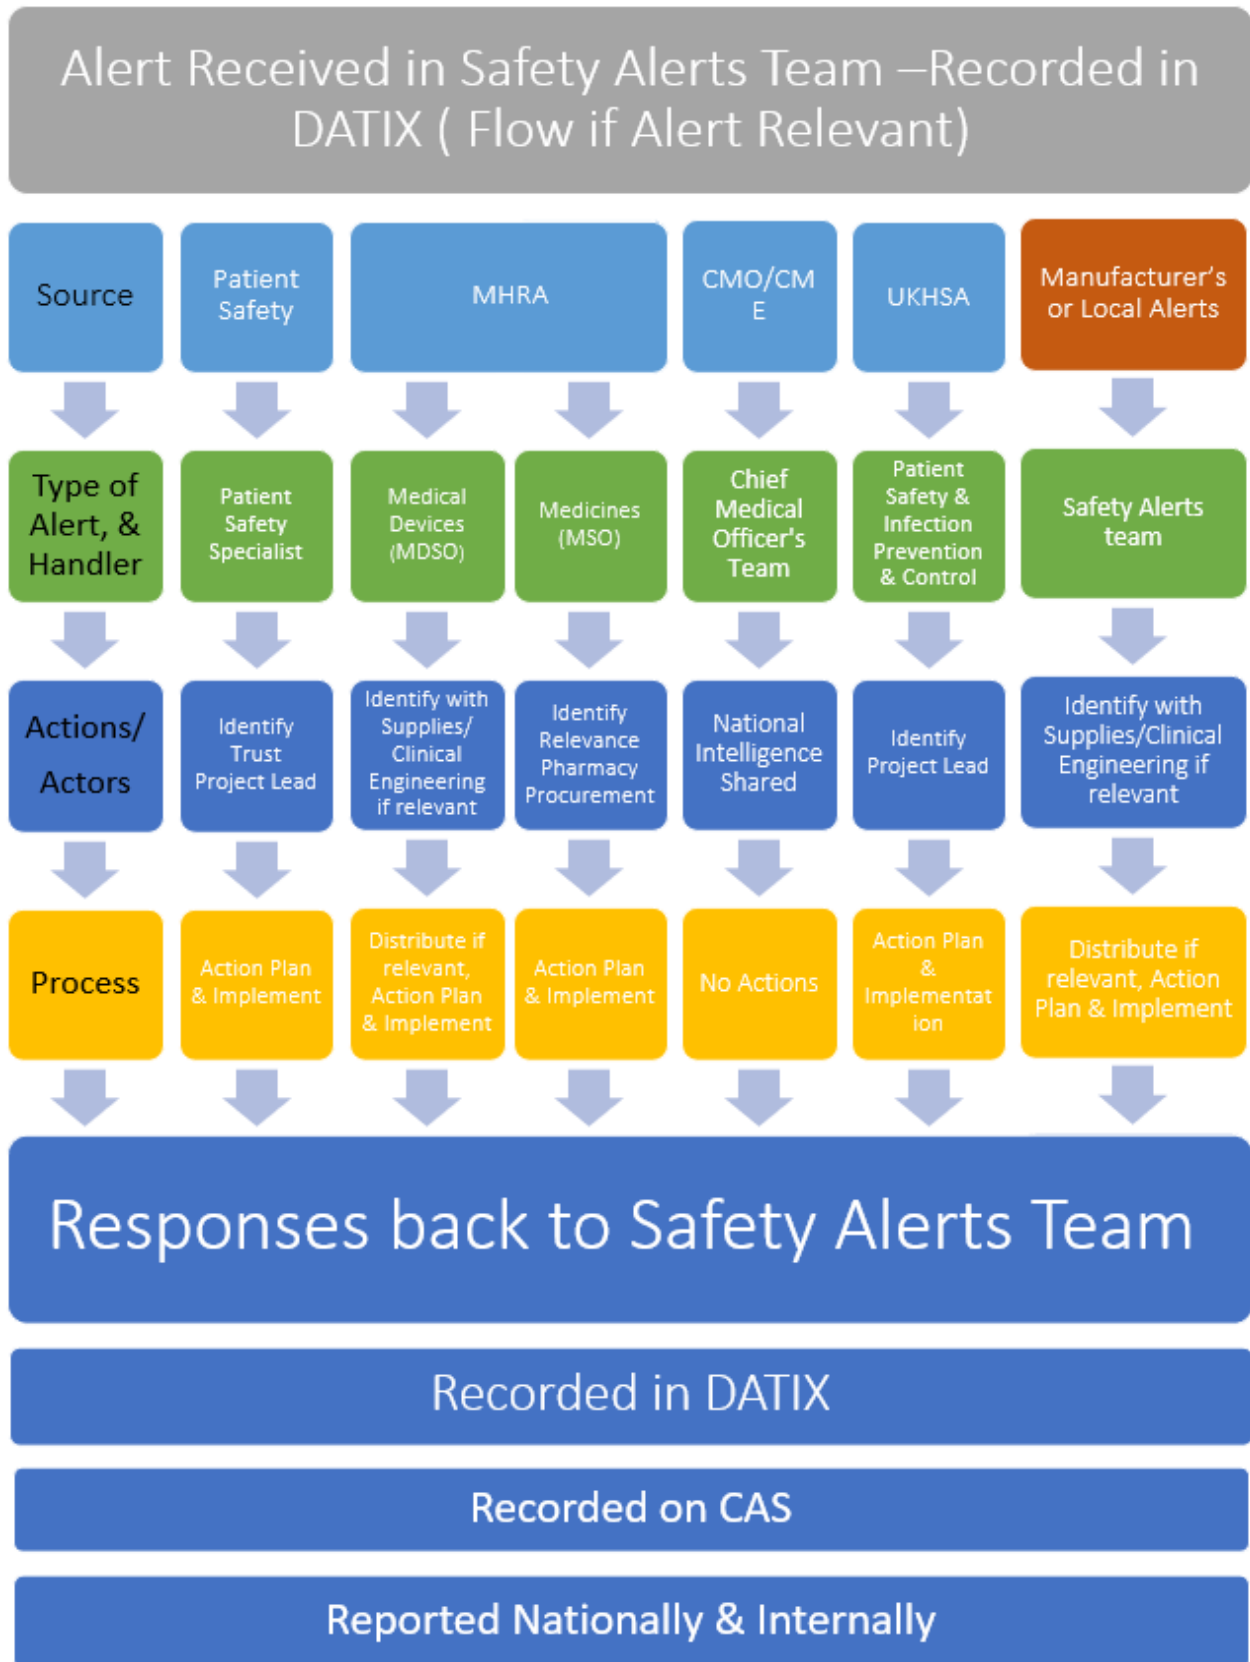 Alert Received in Safety Alerts Team –Recorded in
DATIX ( Flow if Alert Relevant)
Source
Patient
Safety
MHRA
CMO/CM
E
UKHSA
Manufacturer's
or Local Alerts
Type of
Alert, &
Handler
Patient
Safety
Specialist
Medical
Devices
(MDSO)
Medicines
(MSO)
Chief
Medical
Officer's
Team
Patient
Safety &
Infection
Prevention
& Control
Safety Alerts
team
Actions/
Actors
Identify
Trust
Project Lead
Identify with
Supplies/
Clinical
Engineering
if relevant
Identify
Relevance
Pharmacy
Procurement
National
Intelligence
Shared
Identify
Project Lead
Identify with
Supplies/Clinical
Engineering if
relevant
Process
Action Plan
& Implement
Distribute if
relevant,
Action Plan
& Implement
Action Plan
& Implement
No Actions
Action Plan
&
Implementat
ion
Distribute if
relevant, Action
Plan & Implement
Responses back to Safety Alerts Team
Recorded in DATIX
Recorded on CAS
Reported Nationally & Internally